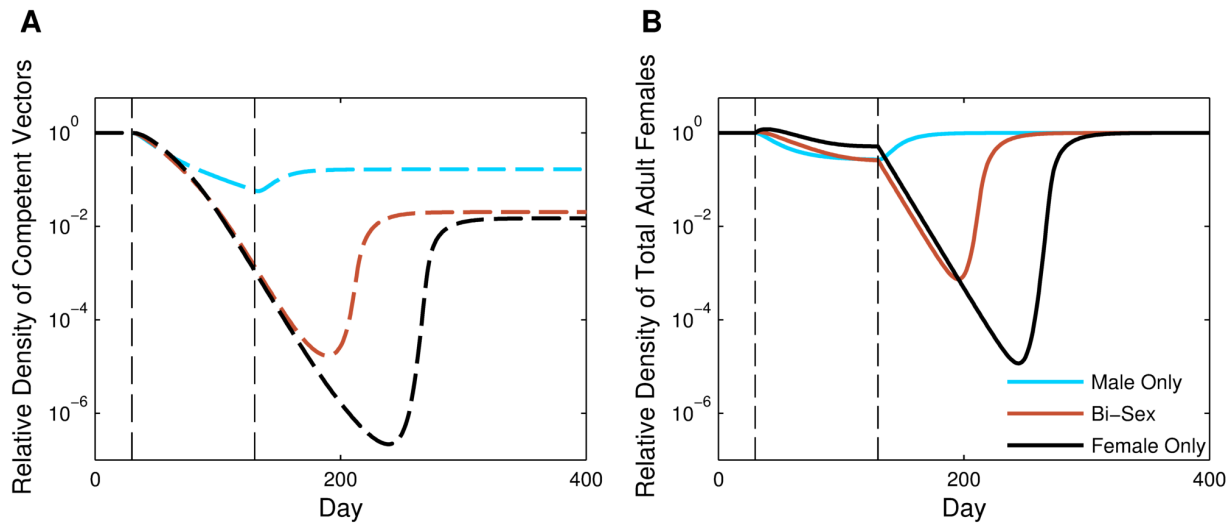 A
Relative Density of Competent Vectors
10^0
10^-2
10^-4
10^-6
0
200
400
Day
B
Relative Density of Total Adult Females
10^0
10^-2
10^-4
10^-6
0
200
400
Day
Male Only
Bi-Sex
Female Only